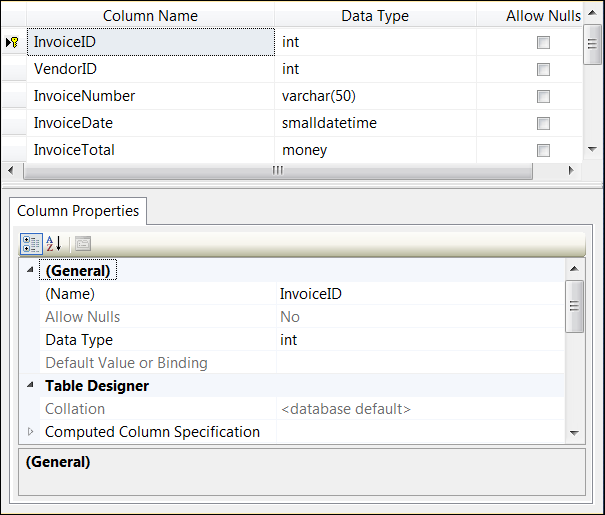 Column Name Data Type Allow Nulls
InvoiceID int
VendorID int
InvoiceNumber varchar(50)
InvoiceDate smalldatetime
InvoiceTotal money
Column Properties
A
Z
(General)
(Name) InvoiceID
Allow Nulls No
Data Type int
Default Value or Binding
Table Designer
Collation <database default>
Computed Column Specification
(General)